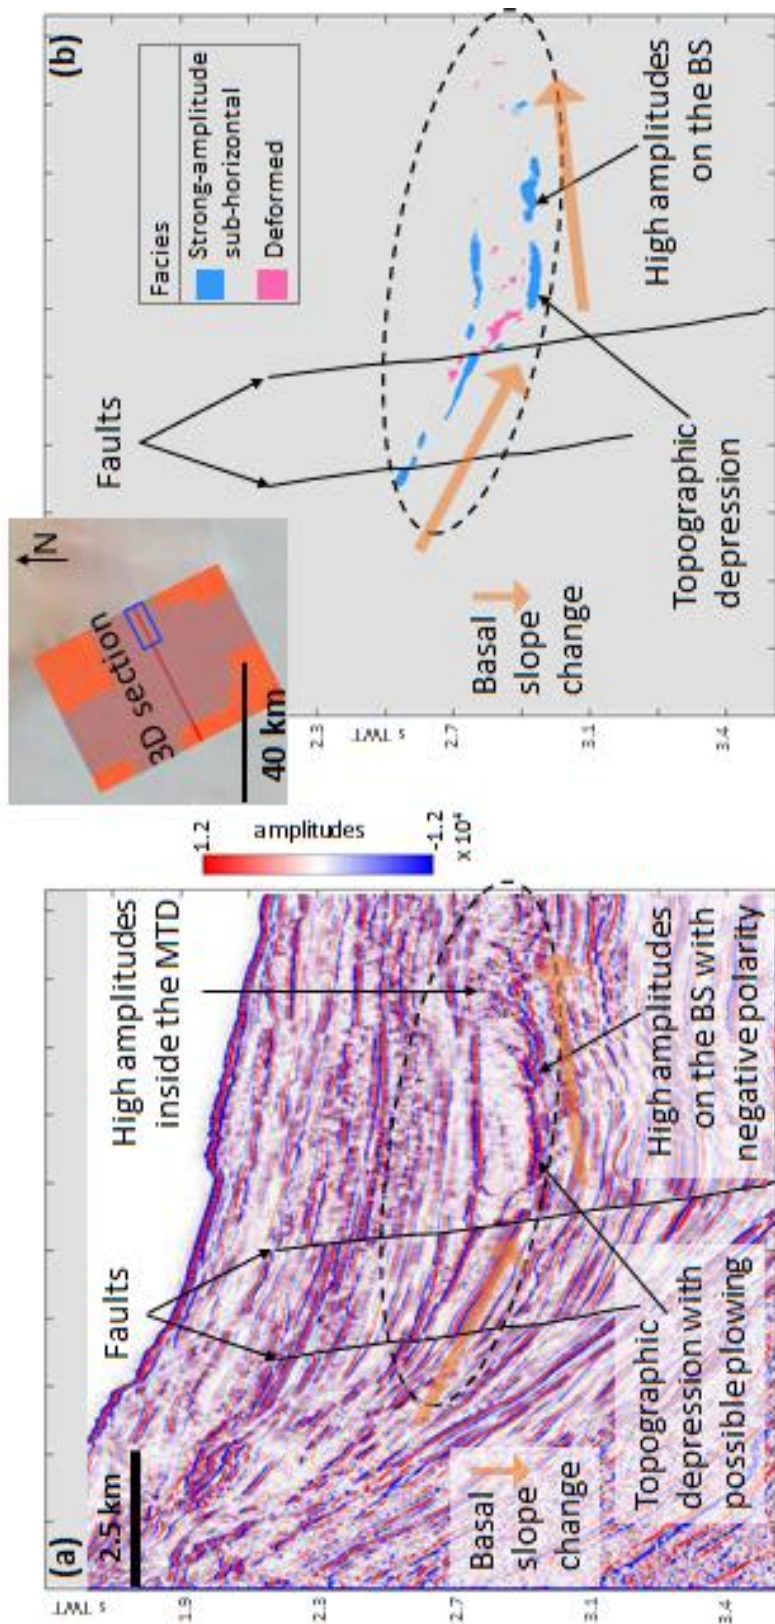 (a)
2.5 km
Faults
High amplitudes
inside the MTD
s TWT
1.9
2.3
2.7
3.1
Basal
slope
change
Topographic
depression with
possible plowing
High amplitudes
on the BS with
negative polarity
1.2
amplitudes
-1.2
x 10⁴
3D section
40 km
N
(b)
Faults
Facies
Strong-amplitude
sub-horizontal
Deformed
s TWT
2.3
2.7
3.1
3.4
Basal
slope
change
Topographic
depression
High amplitudes
on the BS